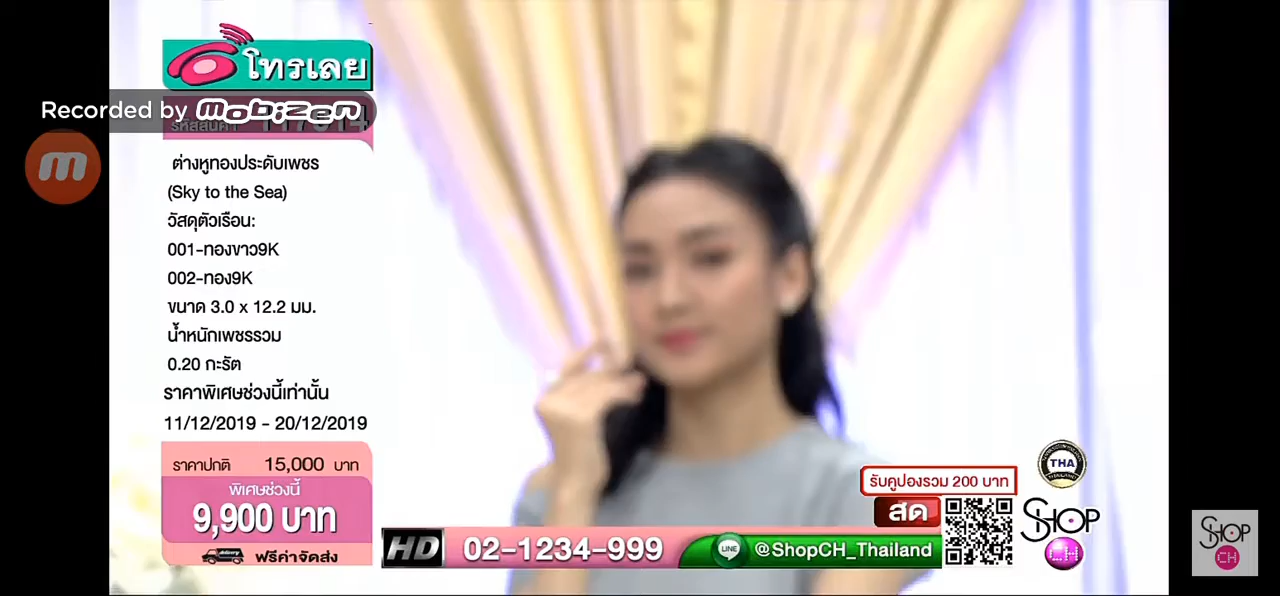 โทรเลย
Recorded by mobizen
รหัสสินค้า
ต่างหูทองประดับเพชร
(Sky to the Sea)
วัสดุตัวเรือน:
001-ทองขาว9K
002-ทอง9K
ขนาด 3.0 x 12.2 มม.
น้ำหนักเพชรรวม
0.20 กะรัต
ราคาพิเศษช่วงนี้เท่านั้น
11/12/2019 - 20/12/2019
ราคาปกติ 15,000 บาท
พิเศษช่วงนี้
9,900 บาท
delivery ฟรีค่าจัดส่ง
HD 02-1234-999 LINE @ShopCH_Thailand
รับคูปองรวม 200 บาท
สด
THA
SHOP
CH
SHOP
CH